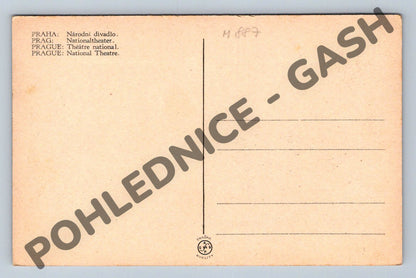 PRAHA: Národní divadlo.
PRAG: Nationaltheater.
PRAGUE: Théâtre national.
PRAGUE: National Theatre.
M 887
POHLEDNICE - GASH